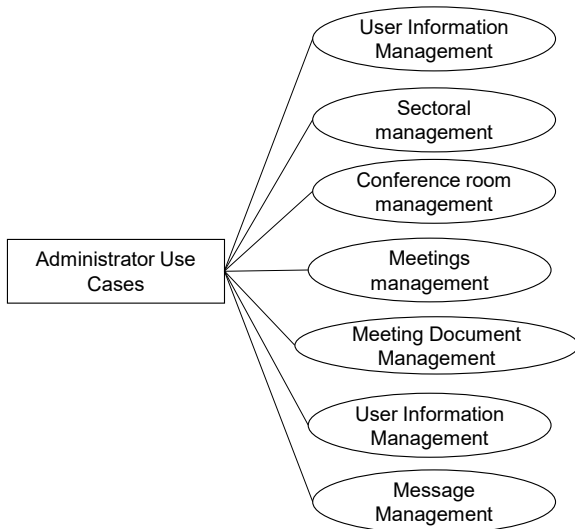 User Information
Management
Sectoral
management
Conference room
management
Administrator Use
Cases
Meetings
management
Meeting Document
Management
User Information
Management
Message
Management